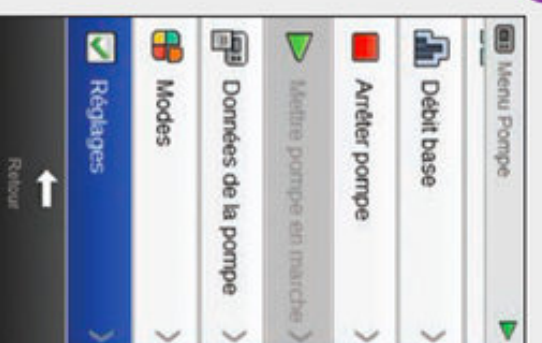 Menu Pompe
Débit base
Arrêter pompe
Mettre pompe en marche
Données de la pompe
Modes
Réglages
Retour